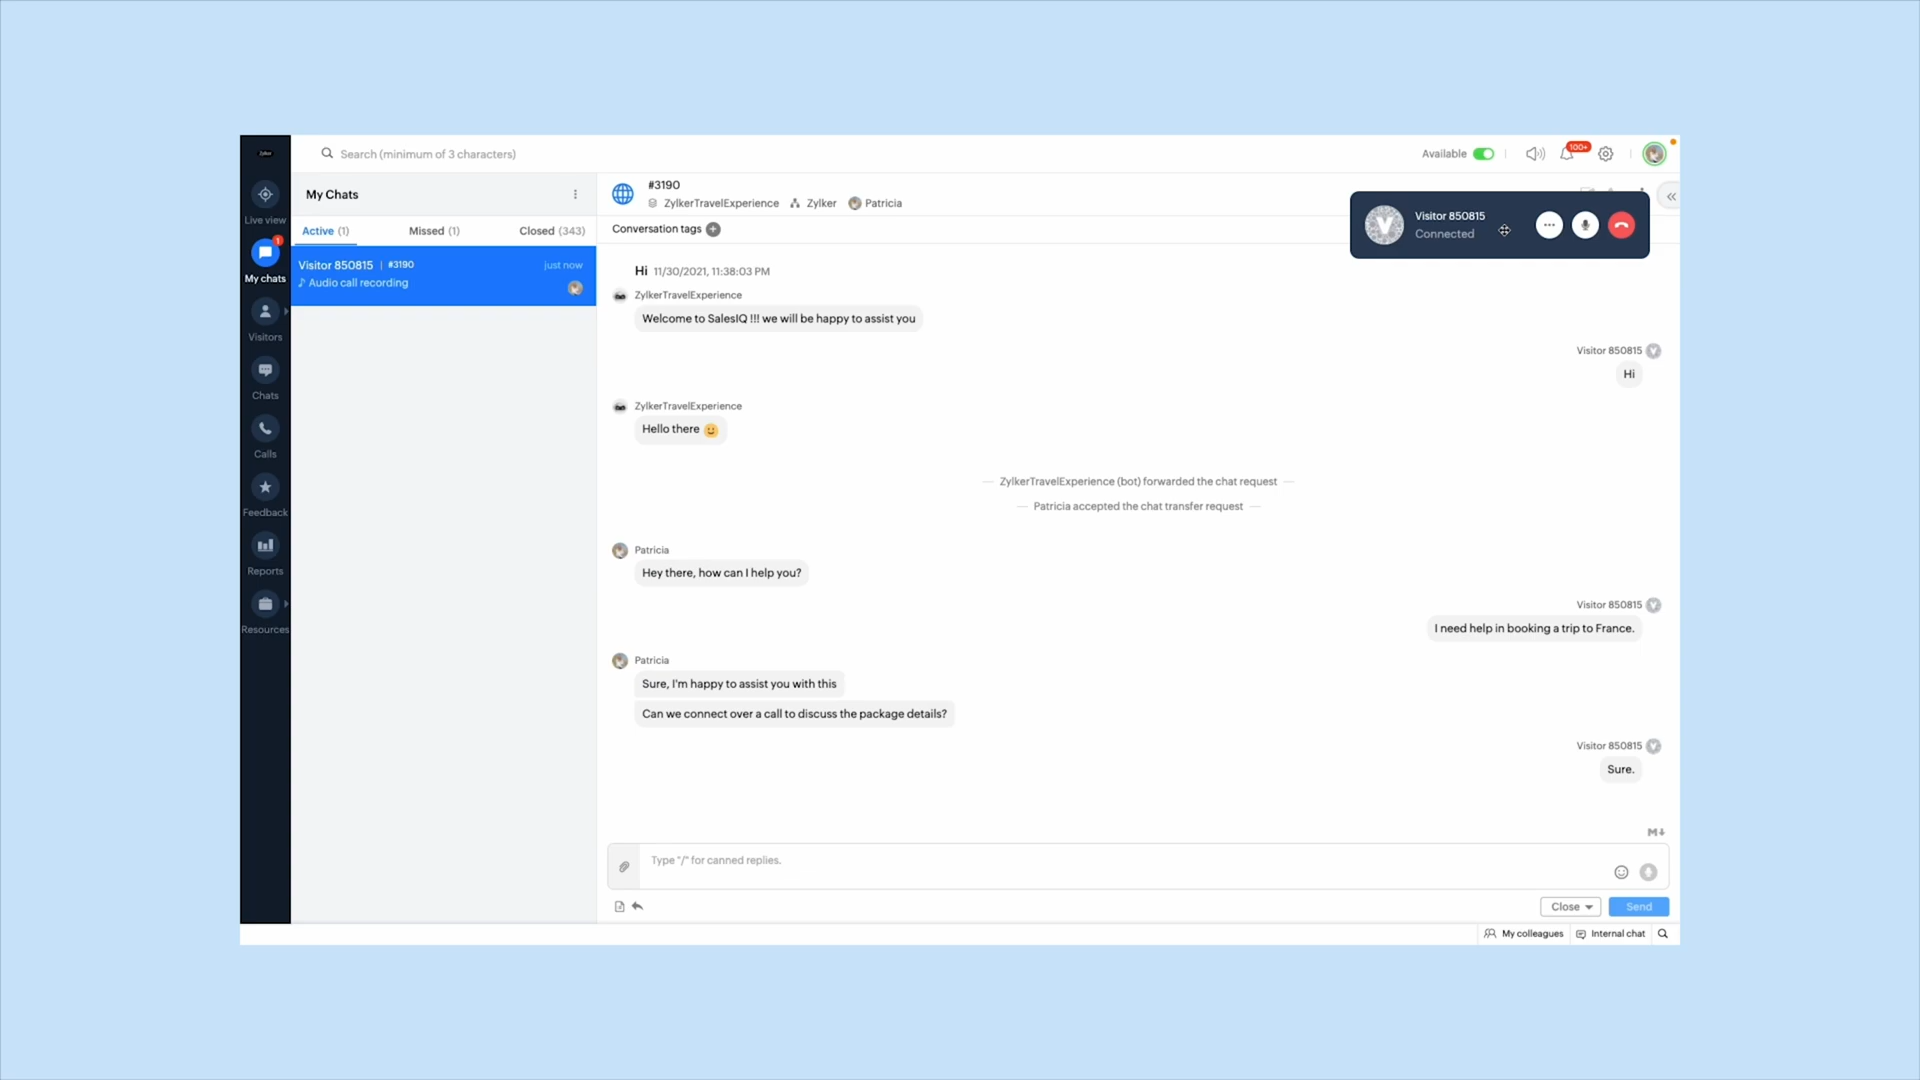 Zylker
Search (minimum of 3 characters)
Available
100+
Live view
1
My chats
Visitors
Chats
Calls
Feedback
Reports
Resources
My Chats
Active (1)
Missed (1)
Closed (343)
Visitor 850815 | #3190
just now
Audio call recording
#3190
ZylkerTravelExperience
Zylker
Patricia
Conversation tags
V
Visitor 850815
Connected
Hi 11/30/2021, 11:38:03 PM
ZylkerTravelExperience
Welcome to SalesIQ !!! we will be happy to assist you
Visitor 850815 V
Hi
ZylkerTravelExperience
Hello there
— ZylkerTravelExperience (bot) forwarded the chat request —
— Patricia accepted the chat transfer request —
Patricia
Hey there, how can I help you?
Visitor 850815 V
I need help in booking a trip to France.
Patricia
Sure, I'm happy to assist you with this
Can we connect over a call to discuss the package details?
Visitor 850815 V
Sure.
M
Type "/" for canned replies.
Close
Send
My colleagues
Internal chat